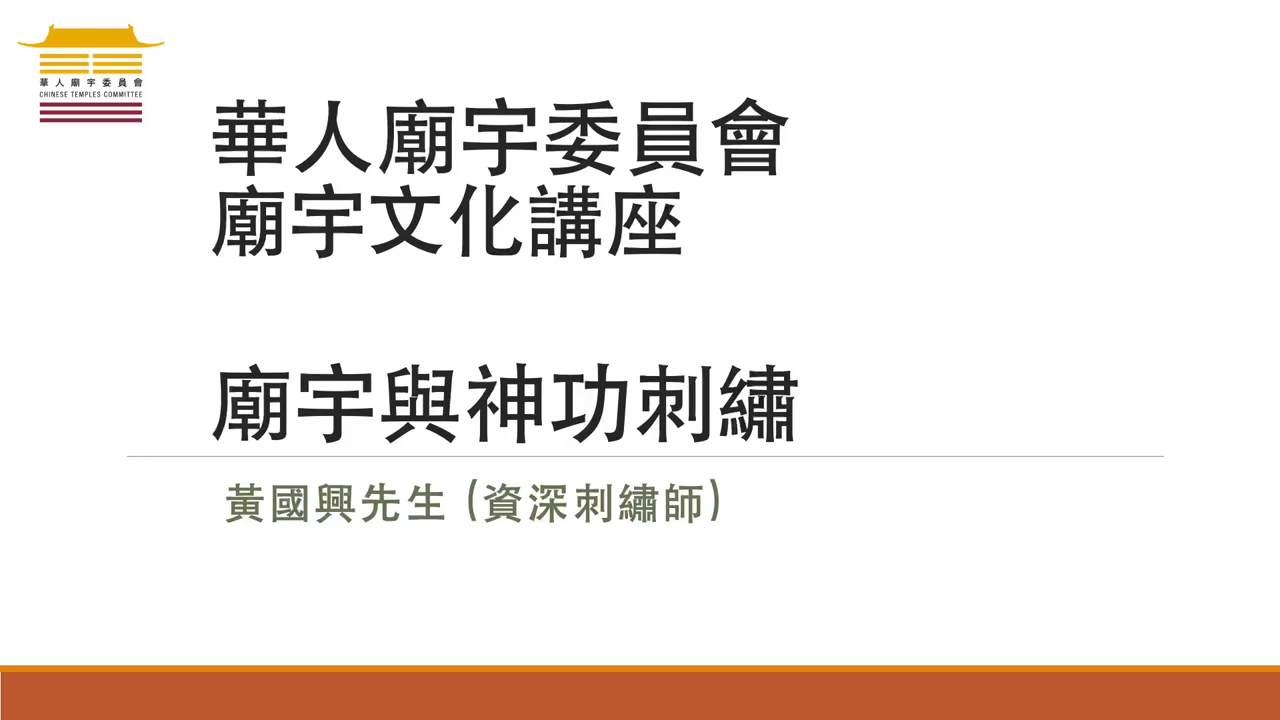 華人廟宇委員會
CHINESE TEMPLES COMMITTEE
華人廟宇委員會
廟宇文化講座
廟宇與神功刺繡
黃國興先生 (資深刺繡師)